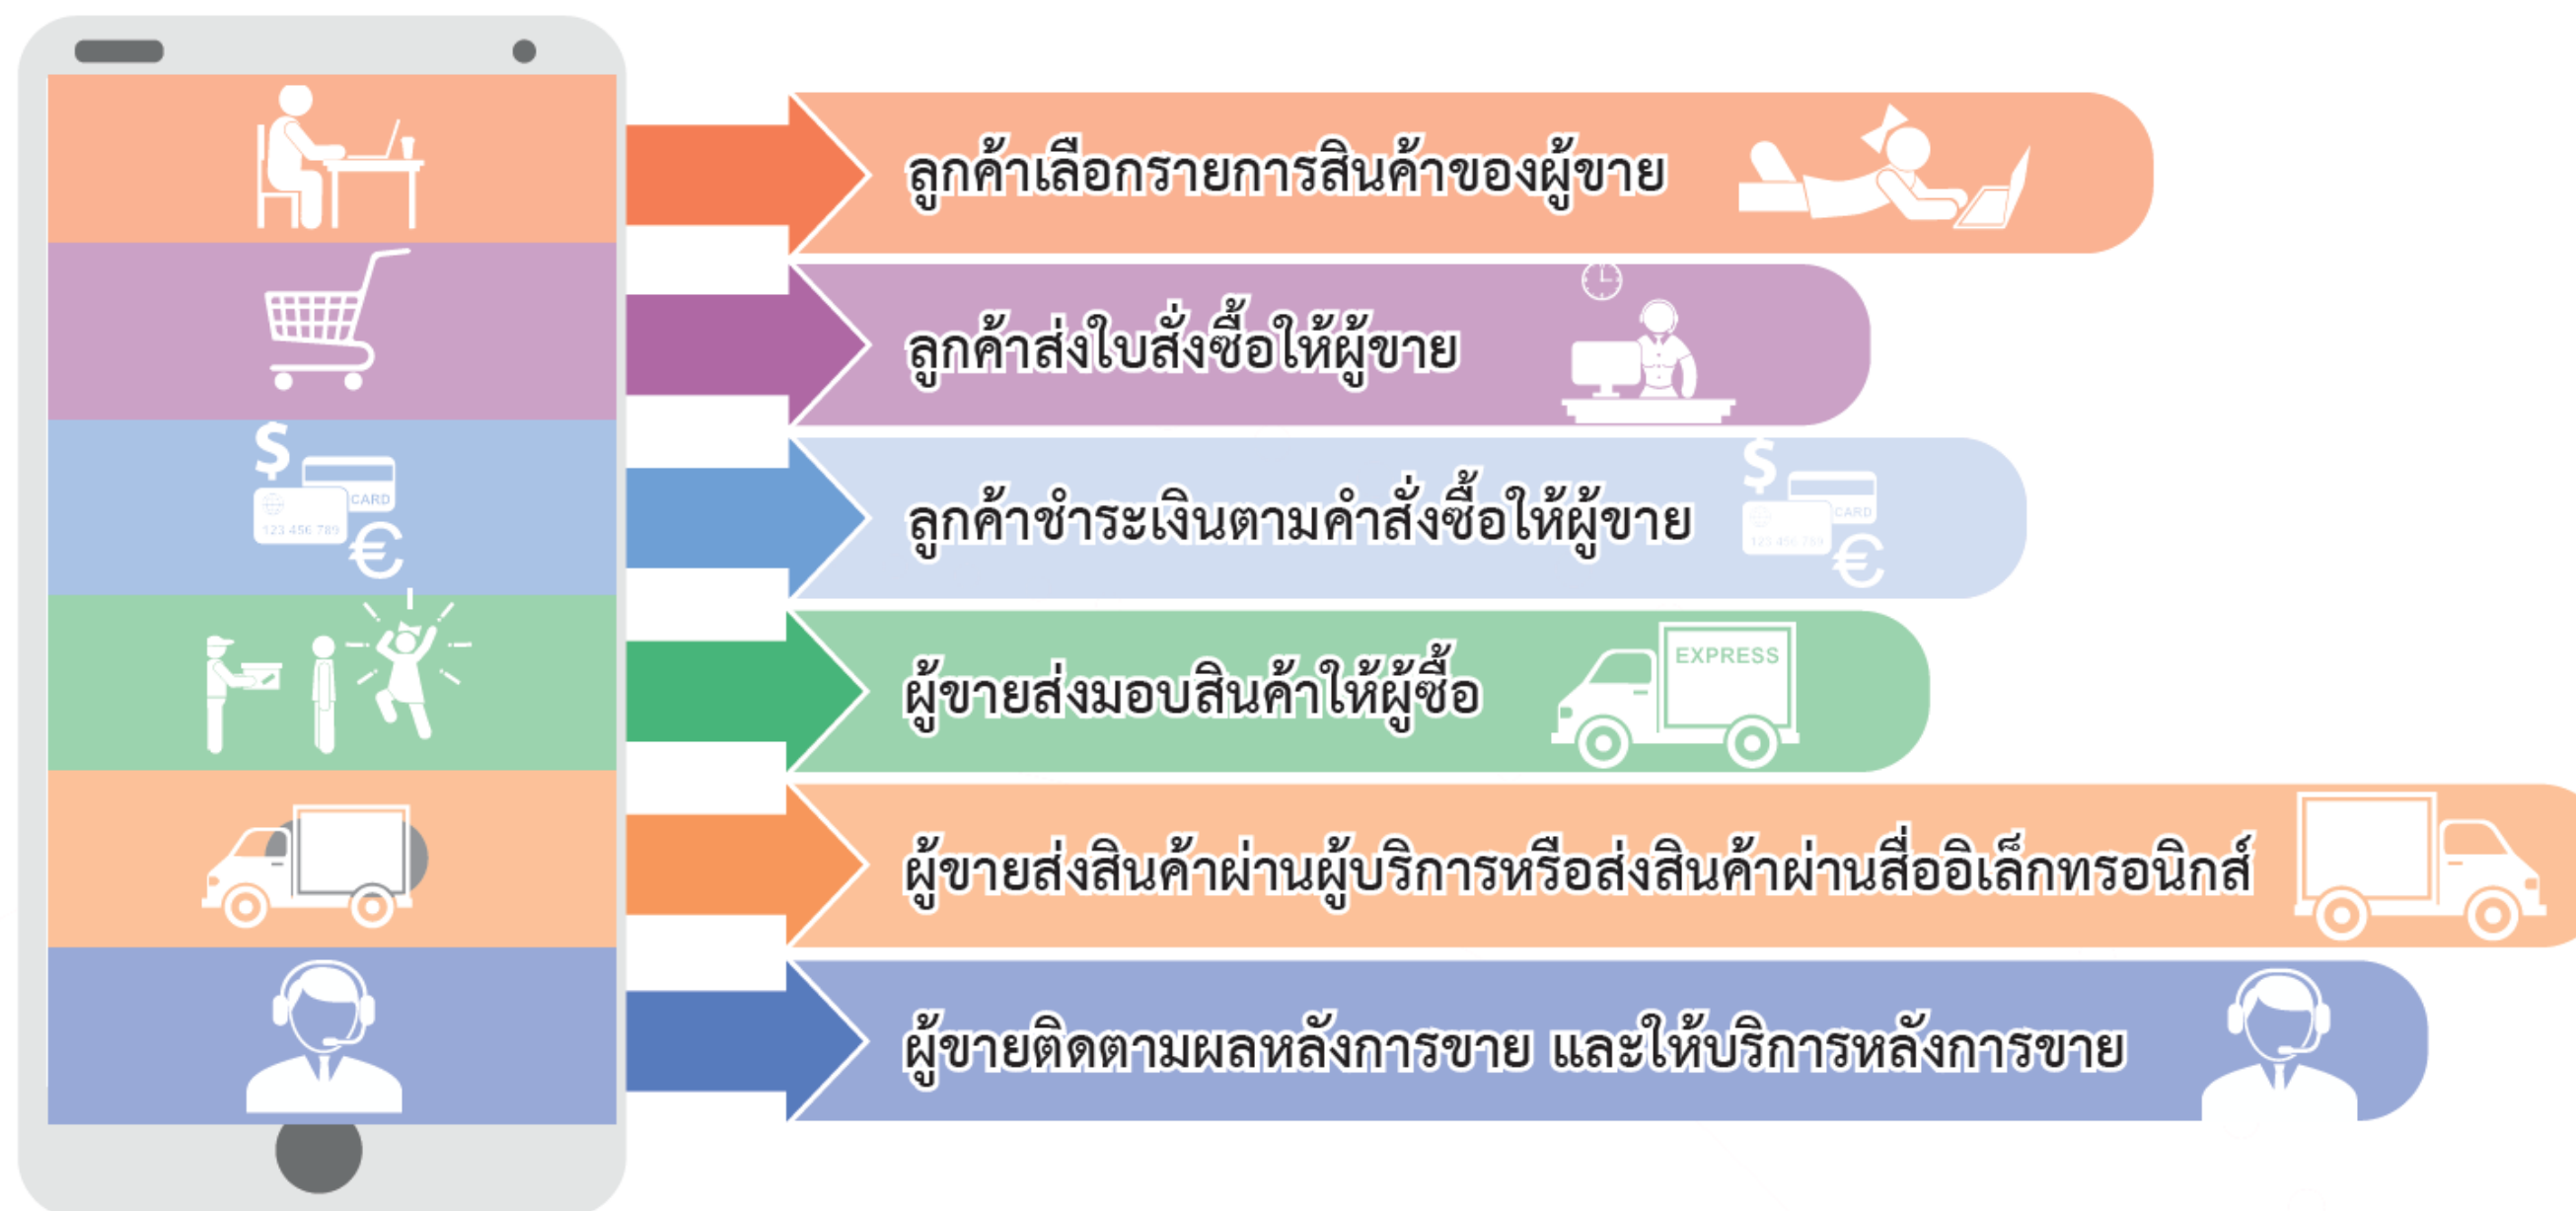 ลูกค้าเลือกรายการสินค้าของผู้ขาย
ลูกค้าส่งใบสั่งซื้อให้ผู้ขาย
$
CARD
123 456 789
€
ลูกค้าชำระเงินตามคำสั่งซื้อให้ผู้ขาย
$
CARD
123 456 789
€
ผู้ขายส่งมอบสินค้าให้ผู้ซื้อ
EXPRESS
ผู้ขายส่งสินค้าผ่านผู้บริการหรือส่งสินค้าผ่านสื่ออิเล็กทรอนิกส์
ผู้ขายติดตามผลหลังการขาย และให้บริการหลังการขาย